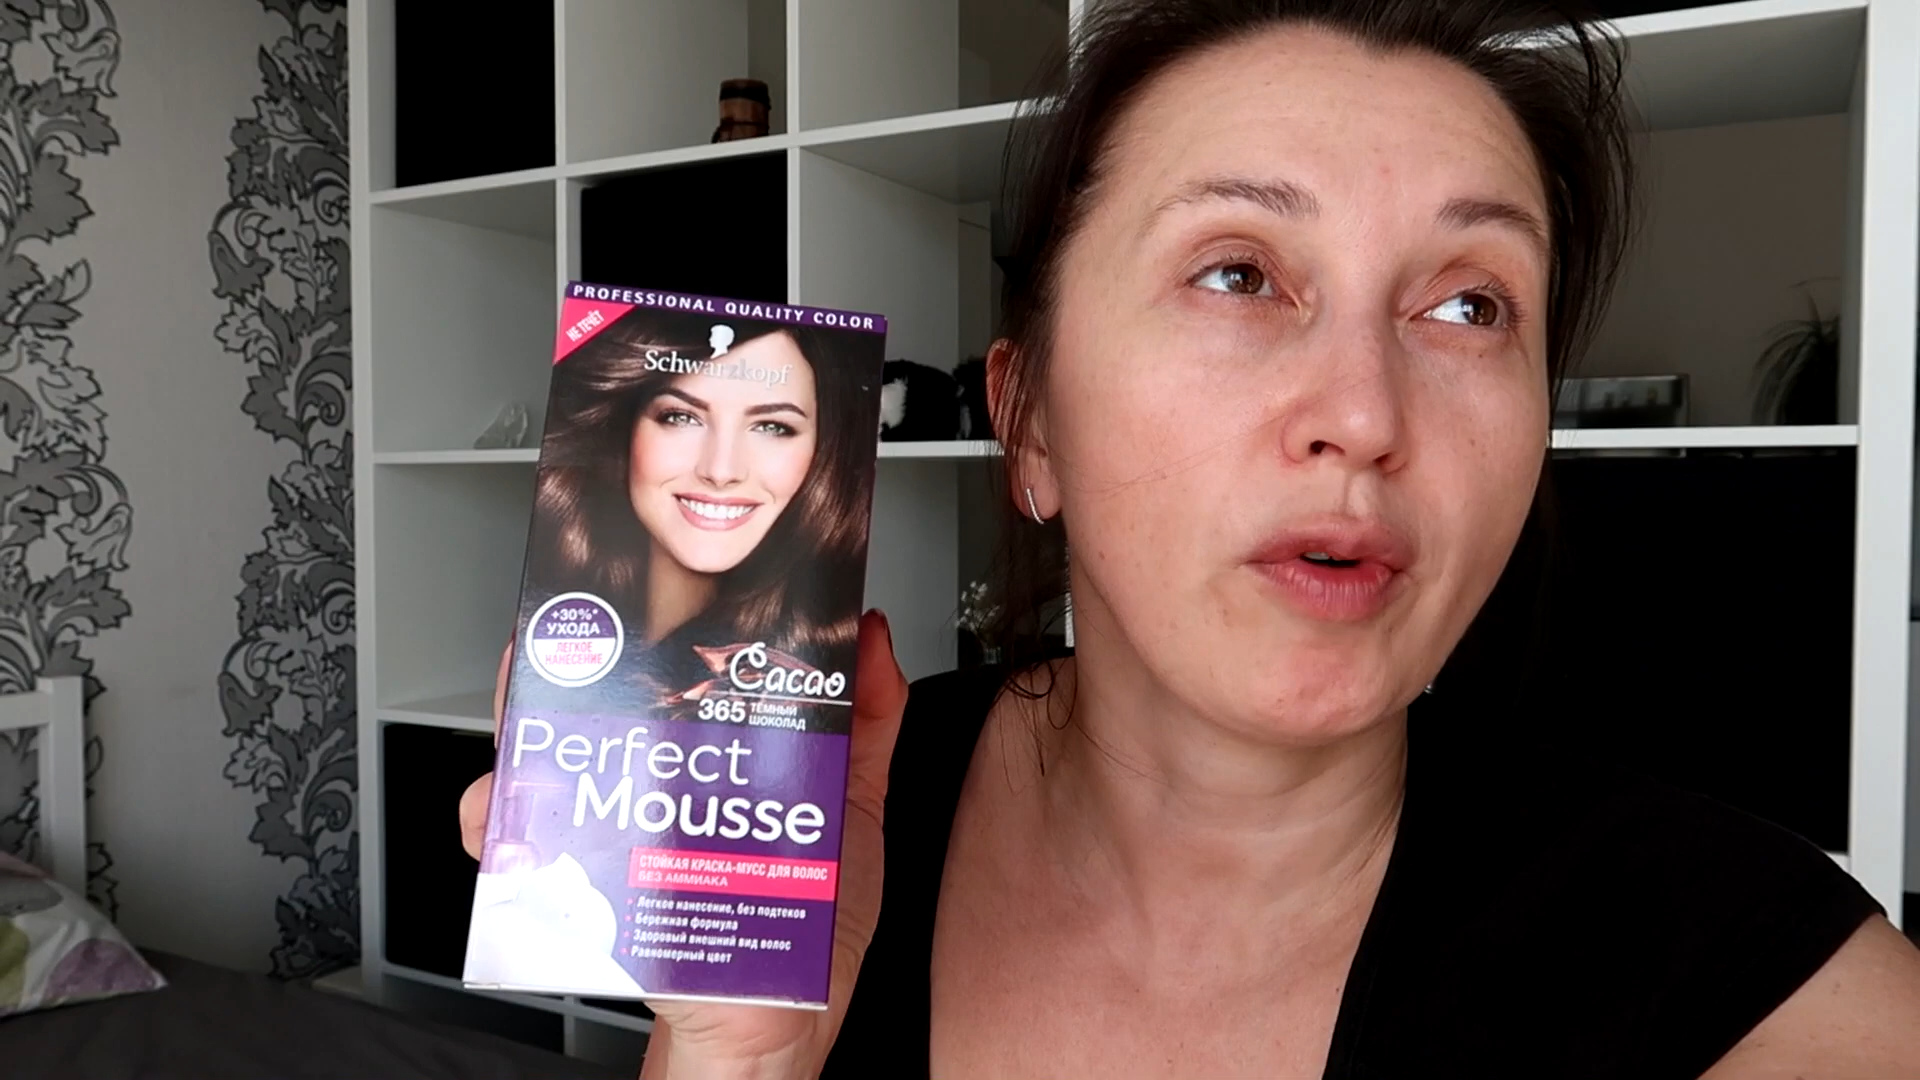 PROFESSIONAL QUALITY COLOR
НЕ ТЕЧЁТ
Schwarzkopf
+30%*
УХОДА
ЛЕГКОЕ
НАНЕСЕНИЕ
Cacao
365 ТЁМНЫЙ
ШОКОЛАД
Perfect
Mousse
СТОЙКАЯ КРАСКА-МУСС ДЛЯ ВОЛОС
БЕЗ АММИАКА
• Легкое нанесение, без подтеков
• Бережная формула
• Здоровый внешний вид волос
• Равномерный цвет